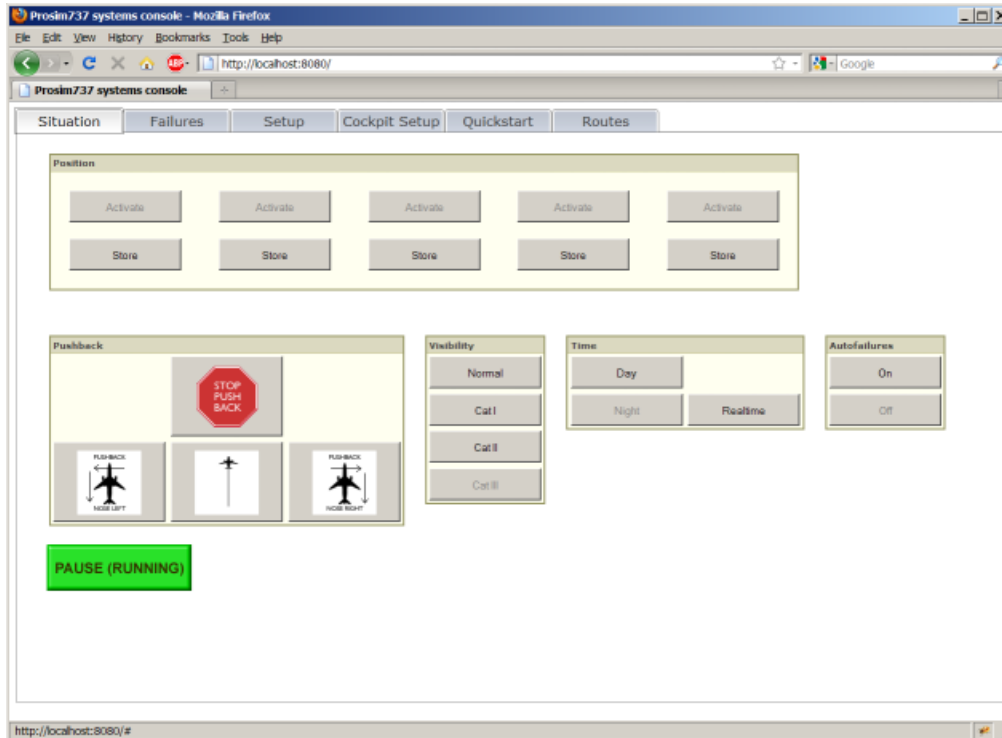 Prosim737 systems console - Mozilla Firefox
File Edit View History Bookmarks Tools Help
ABP http://localhost:8080/ Google
Prosim737 systems console
Situation Failures Setup Cockpit Setup Quickstart Routes
Position
Activate Activate Activate Activate Activate
Store Store Store Store Store
Pushback Visibility Time Autofailures
STOP
PUSH
BACK
Normal Day On
Cat I Night Realtime Off
Cat II
Cat III
PUSHBACK PUSHBACK
NOSE LEFT NOSE RIGHT
PAUSE (RUNNING)
http://localhost:8080/#